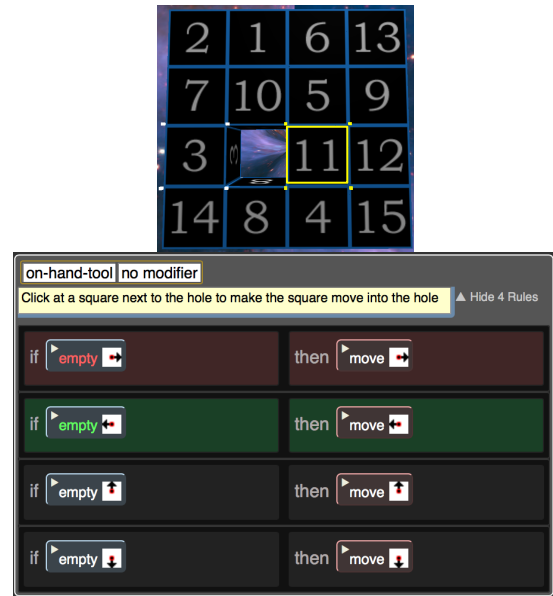 2 1 6 13
7 10 5 9
3 3 11 12
8
14 8 4 15
on-hand-tool no modifier
Click at a square next to the hole to make the square move into the hole ▲ Hide 4 Rules
if empty then move
if empty then move
if empty then move
if empty then move